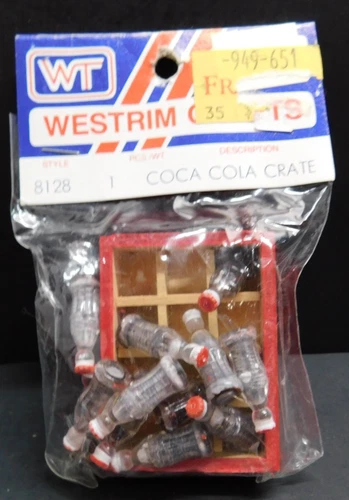 WT
-949-651
FR
35
WESTRIM C TS
STYLE PCS/WT DESCRIPTION
8128 1 COCA COLA CRATE